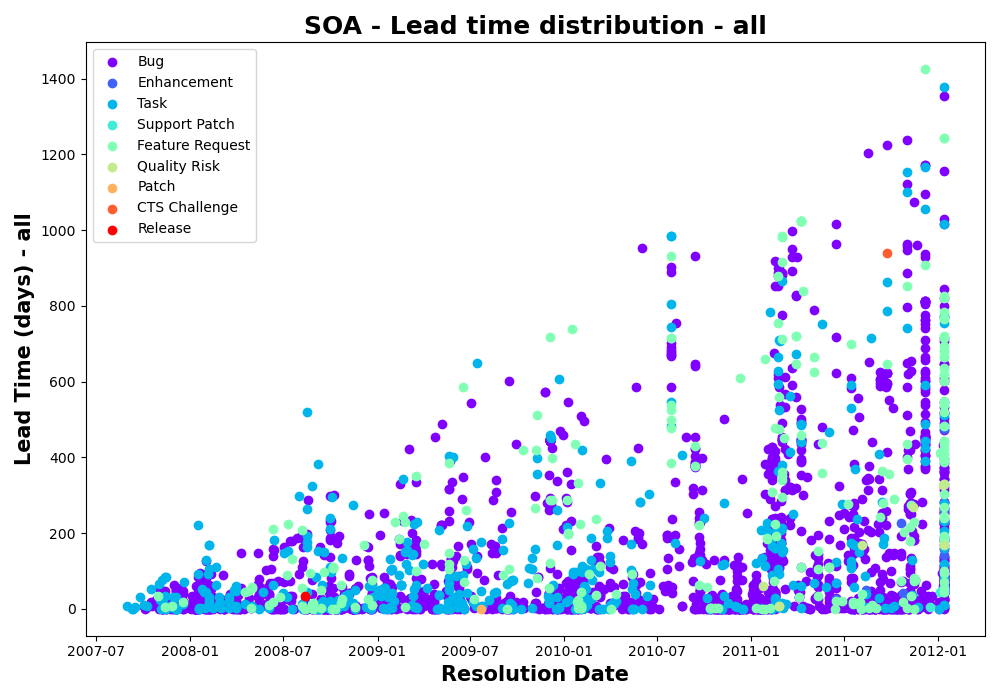 SOA - Lead time distribution - all
Bug
Enhancement
Task
Support Patch
Feature Request
Quality Risk
Patch
CTS Challenge
Release
Lead Time (days) - all
1400
1200
1000
800
600
400
200
0
2007-07
2008-01
2008-07
2009-01
2009-07
2010-01
2010-07
2011-01
2011-07
2012-01
Resolution Date